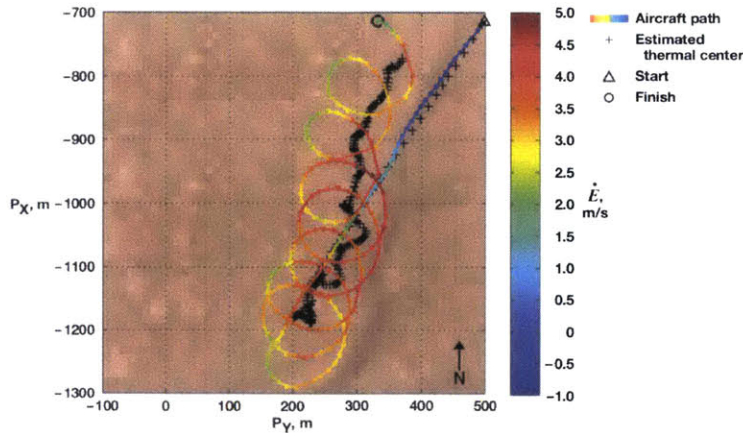 -700
-800
-900
P_X, m -1000
-1100
-1200
-1300
-100
0
100
200
300
400
500
P_Y, m
N
5.0
4.5
4.0
3.5
3.0
2.5
2.0
1.5
1.0
.5
0
-.5
-1.0
Ė,
m/s
Aircraft path
Estimated
thermal center
Start
Finish